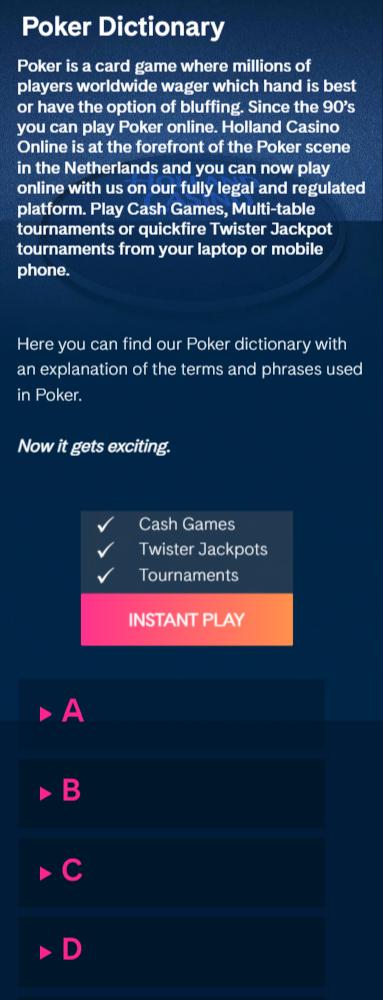 Poker Dictionary
Poker is a card game where millions of
players worldwide wager which hand is best
or have the option of bluffing. Since the 90's
you can play Poker online. Holland Casino
Online is at the forefront of the Poker scene
in the Netherlands and you can now play
online with us on our fully legal and regulated
platform. Play Cash Games, Multi-table
tournaments or quickfire Twister Jackpot
tournaments from your laptop or mobile
phone.
Here you can find our Poker dictionary with
an explanation of the terms and phrases used
in Poker.
Now it gets exciting.
Cash Games
Twister Jackpots
Tournaments
INSTANT PLAY
A
B
C
D